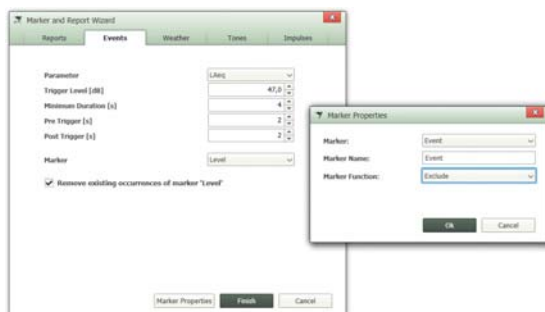 Marker and Report Wizard
Reports Events Weather Tones Impulses
Parameter LAeq
Trigger Level [dB] 47,0
Minimum Duration [s] 4
Pre Trigger [s] 2
Post Trigger [s] 2
Marker Level
Remove existing occurrences of marker 'Level'
Marker Properties Finish Cancel
Marker Properties
Marker: Event
Marker Name: Event
Marker Function: Exclude
Ok Cancel